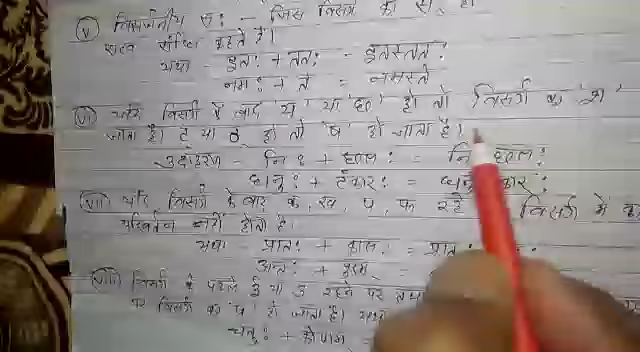 (V) विसर्जनीय स: - जिस विसर्ग का स्
सत्व संधि कहते हैं।
यथा - इत: + तत: - इतस्तत:
नम: + ते = नमस्ते
(VI) यदि विसर्ग के बाद 'च' या 'छ' हो तो विसर्ग का 'श'
जाता है। ट या ठ हो तो 'ष' हो जाता है।
उदाहरण - नि: + छल: = नि छल:
धनु: + टंकार: = धनु कार:
(VII) यदि विसर्ग के बाद क, ख, प, फ रहे विसर्ग में
परिवर्तन नहीं होता है।
यथा - प्रात: + काल: = प्रात:
अन्त: + करण =
(VIII) विसर्ग के पहले इ या उ रहने पर
पर विसर्ग का 'ष' हो जाता है।
चतु: + कोण =